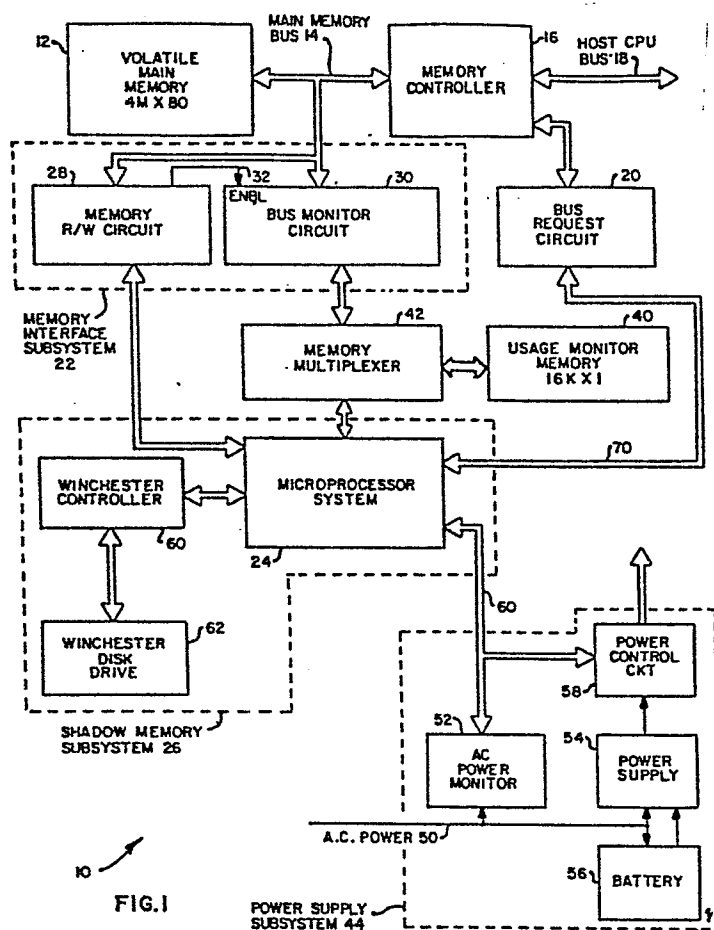 12
VOLATILE
MAIN
MEMORY
4M X 80
MAIN MEMORY
BUS 14
16
MEMORY
CONTROLLER
HOST CPU
BUS 18
28
MEMORY
R/W CIRCUIT
32
ENBL
30
BUS MONITOR
CIRCUIT
20
BUS
REQUEST
CIRCUIT
MEMORY
INTERFACE
SUBSYSTEM
22
42
MEMORY
MULTIPLEXER
40
USAGE MONITOR
MEMORY
16K X 1
70
WINCHESTER
CONTROLLER
60
MICROPROCESSOR
SYSTEM
24
60
62
WINCHESTER
DISK
DRIVE
SHADOW MEMORY
SUBSYSTEM 26
POWER
CONTROL
CKT
58
52
AC
POWER
MONITOR
54
POWER
SUPPLY
A.C. POWER 50
56
BATTERY
10
FIG.1
POWER SUPPLY
SUBSYSTEM 44